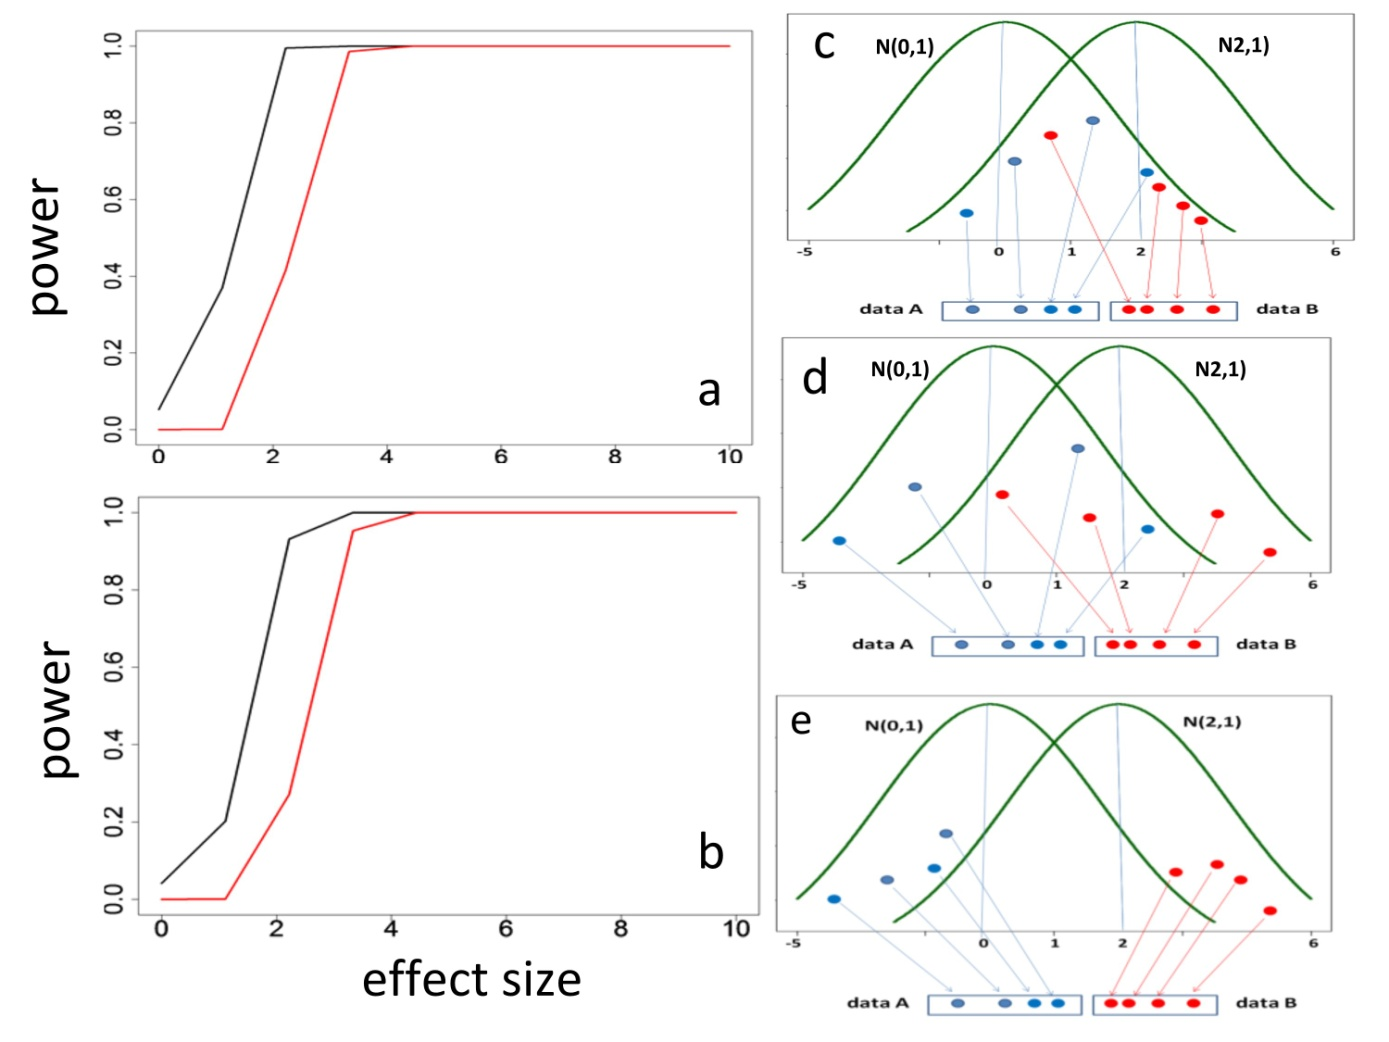 1.0
0.8
0.6
0.4
0.2
0.0
power
a
0 2 4 6 8 10
1.0
0.8
0.6
0.4
0.2
0.0
power
b
0 2 4 6 8 10
effect size
c
N(0,1)
N2,1)
-5 0 1 2 6
data A
data B
d
N(0,1)
N2,1)
-5 0 1 2 6
data A
data B
e
N(0,1)
N(2,1)
-5 0 1 2 6
data A
data B